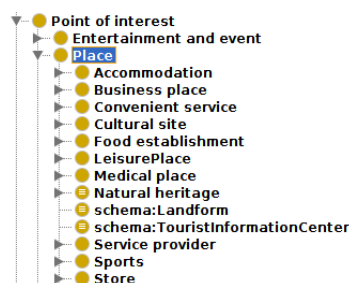 Point of interest
Entertainment and event
Place
Accommodation
Business place
Convenient service
Cultural site
Food establishment
LeisurePlace
Medical place
Natural heritage
schema:Landform
schema:TouristInformationCenter
Service provider
Sports
Store